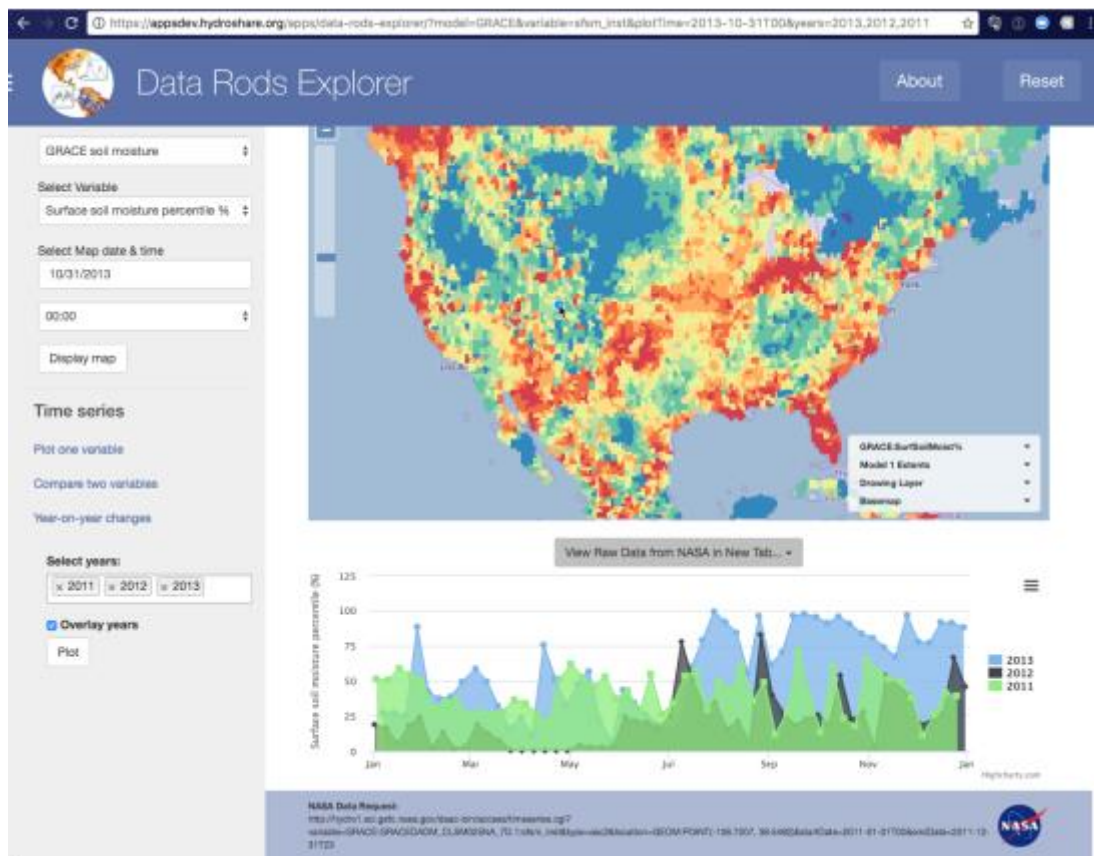 https://appsdev.hydroshare.org/apps/data-rods-explorer/?model=GRACE&variable=sfsm_inst&plotTime=2013-10-31T00&years=2013,2012,2011
Data Rods Explorer
About
Reset
GRACE soil moisture
Select Variable
Surface soil moisture percentile %
Select Map date & time
10/31/2013
00:00
Display map
Time series
Plot one variable
Compare two variables
Year-on-year changes
Select years:
× 2011 × 2012 × 2013
Overlay years
Plot
GRACE:SurfSoilMoist%
Model 1 Extents
Drawing Layer
Basemap
View Raw Data from NASA in New Tab...
Surface soil moisture percentile (%)
125
100
75
50
25
0
Jan Mar May Jul Sep Nov Jan
2013
2012
2011
Highcharts.com
NASA Data Request:
NASA